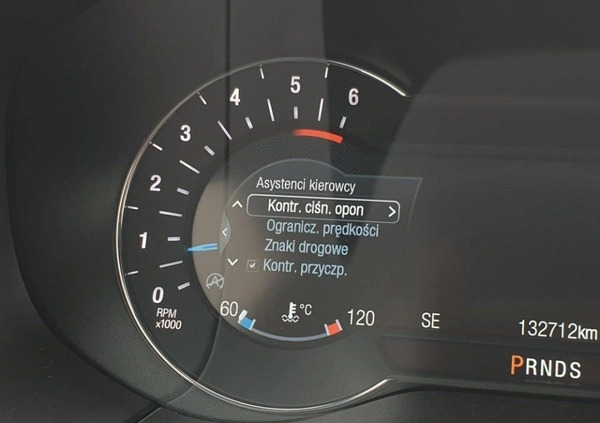 6
5
4
3
2
1
0
RPM
x1000
Asystenci kierowcy
Kontr. ciśn. opon
Ogranicz. prędkości
Znaki drogowe
Kontr. przyczp.
60 °C 120
SE 132712km
PRNDS